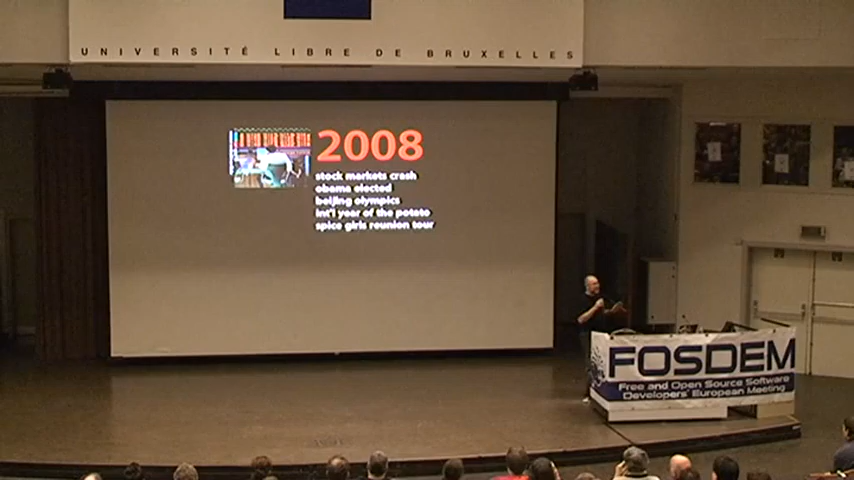 UNIVERSITÉ LIBRE DE BRUXELLES
2008
stock markets crash
obama elected
beijing olympics
int'l year of the potato
spice girls reunion tour
FOSDEM
Free and Open Source Software
Developers' European Meeting